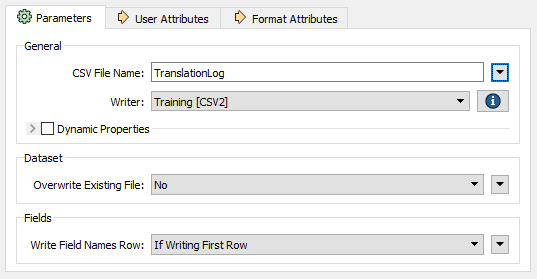 Parameters User Attributes Format Attributes
General
CSV File Name: TranslationLog
Writer: Training [CSV2]
Dynamic Properties
Dataset
Overwrite Existing File: No
Fields
Write Field Names Row: If Writing First Row